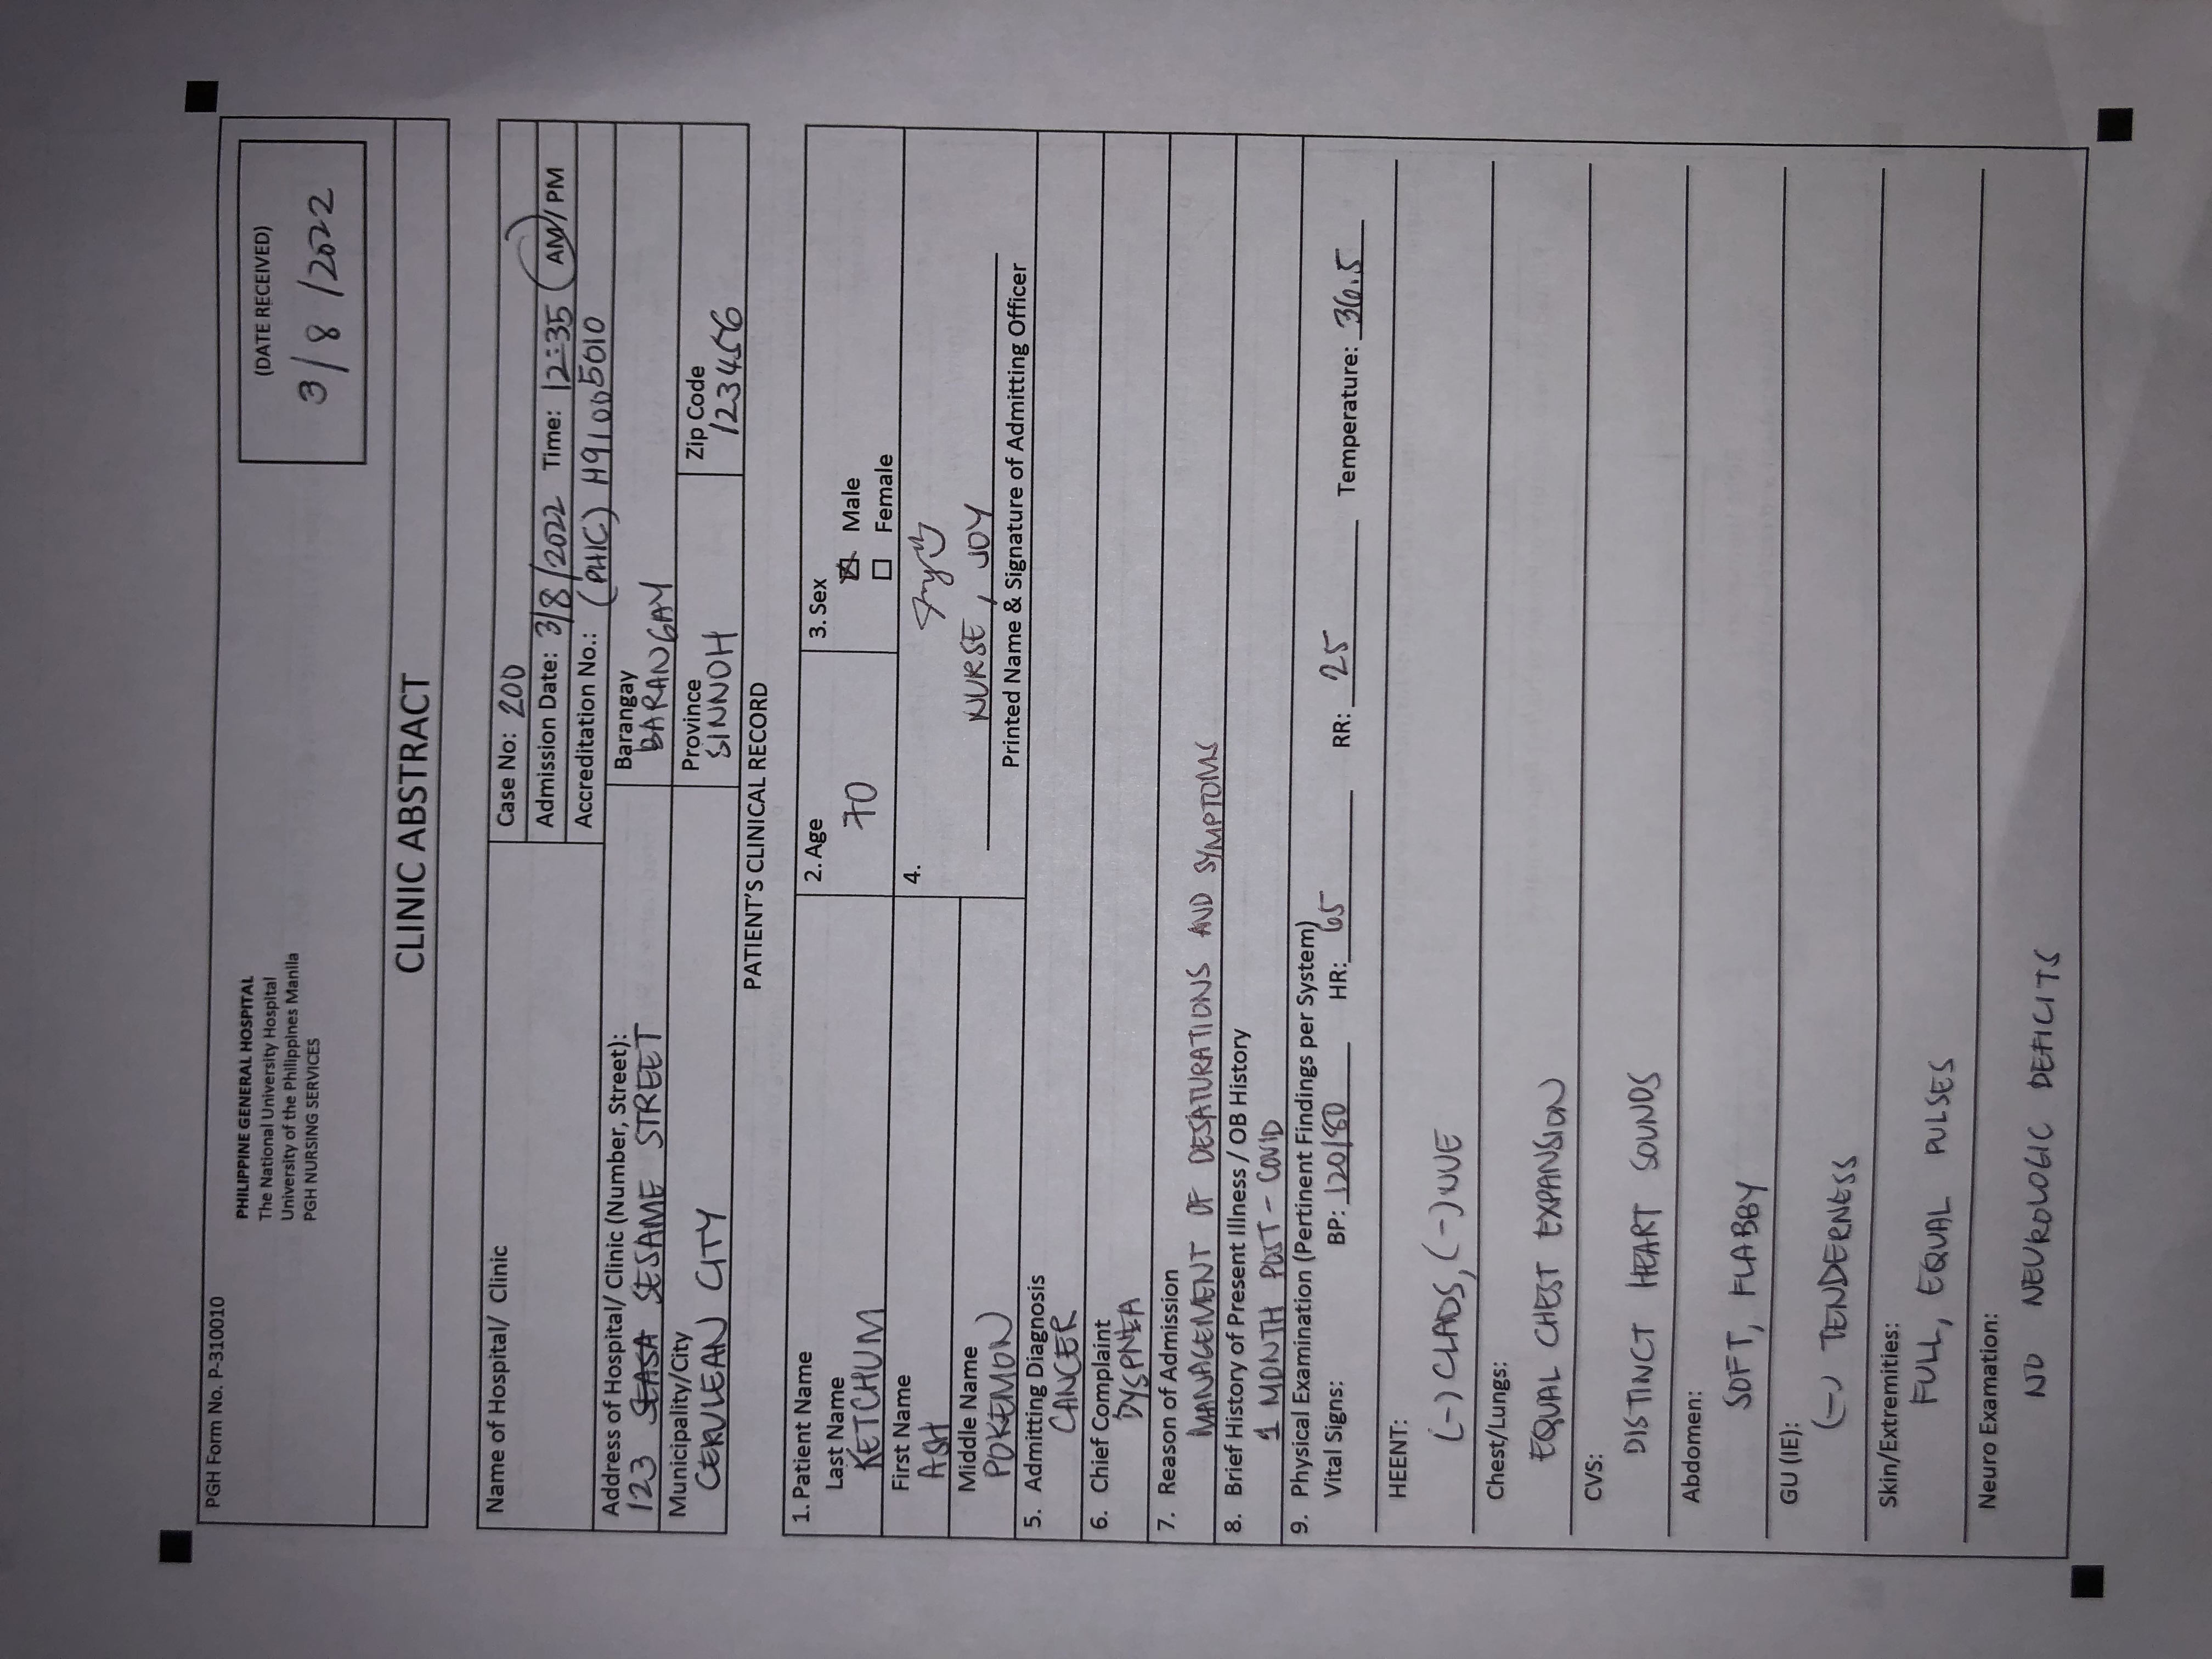 PGH Form No. P-310010
PHILIPPINE GENERAL HOSPITAL
The National University Hospital
University of the Philippines Manila
PGH NURSING SERVICES
(DATE RECEIVED)
3/8/2022
CLINIC ABSTRACT
Name of Hospital/ Clinic
Case No: 200
Admission Date: 3/8/2022 Time: 12:35 AM / PM
Accreditation No.: (PHIC) H91005010
Address of Hospital/ Clinic (Number, Street):
123 SEASA SESAME STREET
Barangay
BARANGAY
Municipality/City
CERULEAN CITY
Province
SINNOH
Zip Code
123456
PATIENT'S CLINICAL RECORD
1. Patient Name
Last Name
KETCHUM
2. Age
70
3. Sex
Male
Female
First Name
ASH
Middle Name
POKEMON
4.
NURSE, JOY
Printed Name & Signature of Admitting Officer
5. Admitting Diagnosis
CANCER
6. Chief Complaint
DYSPNEA
7. Reason of Admission
MANAGEMENT OF DESATURATIONS AND SYMPTOMS
8. Brief History of Present Illness / OB History
1 MONTH POST-COVID
9. Physical Examination (Pertinent Findings per System)
Vital Signs: BP: 120/80 HR: 65 RR: 25 Temperature: 36.5
HEENT:
(-) CLADS, (-) NVE
Chest/Lungs:
EQUAL CHEST EXPANSION
CVS:
DISTINCT HEART SOUNDS
Abdomen:
SOFT, FLABBY
GU (IE):
(-) TENDERNESS
Skin/Extremities:
FULL, EQUAL PULSES
Neuro Examation:
NO NEUROLOGIC DEFICITS